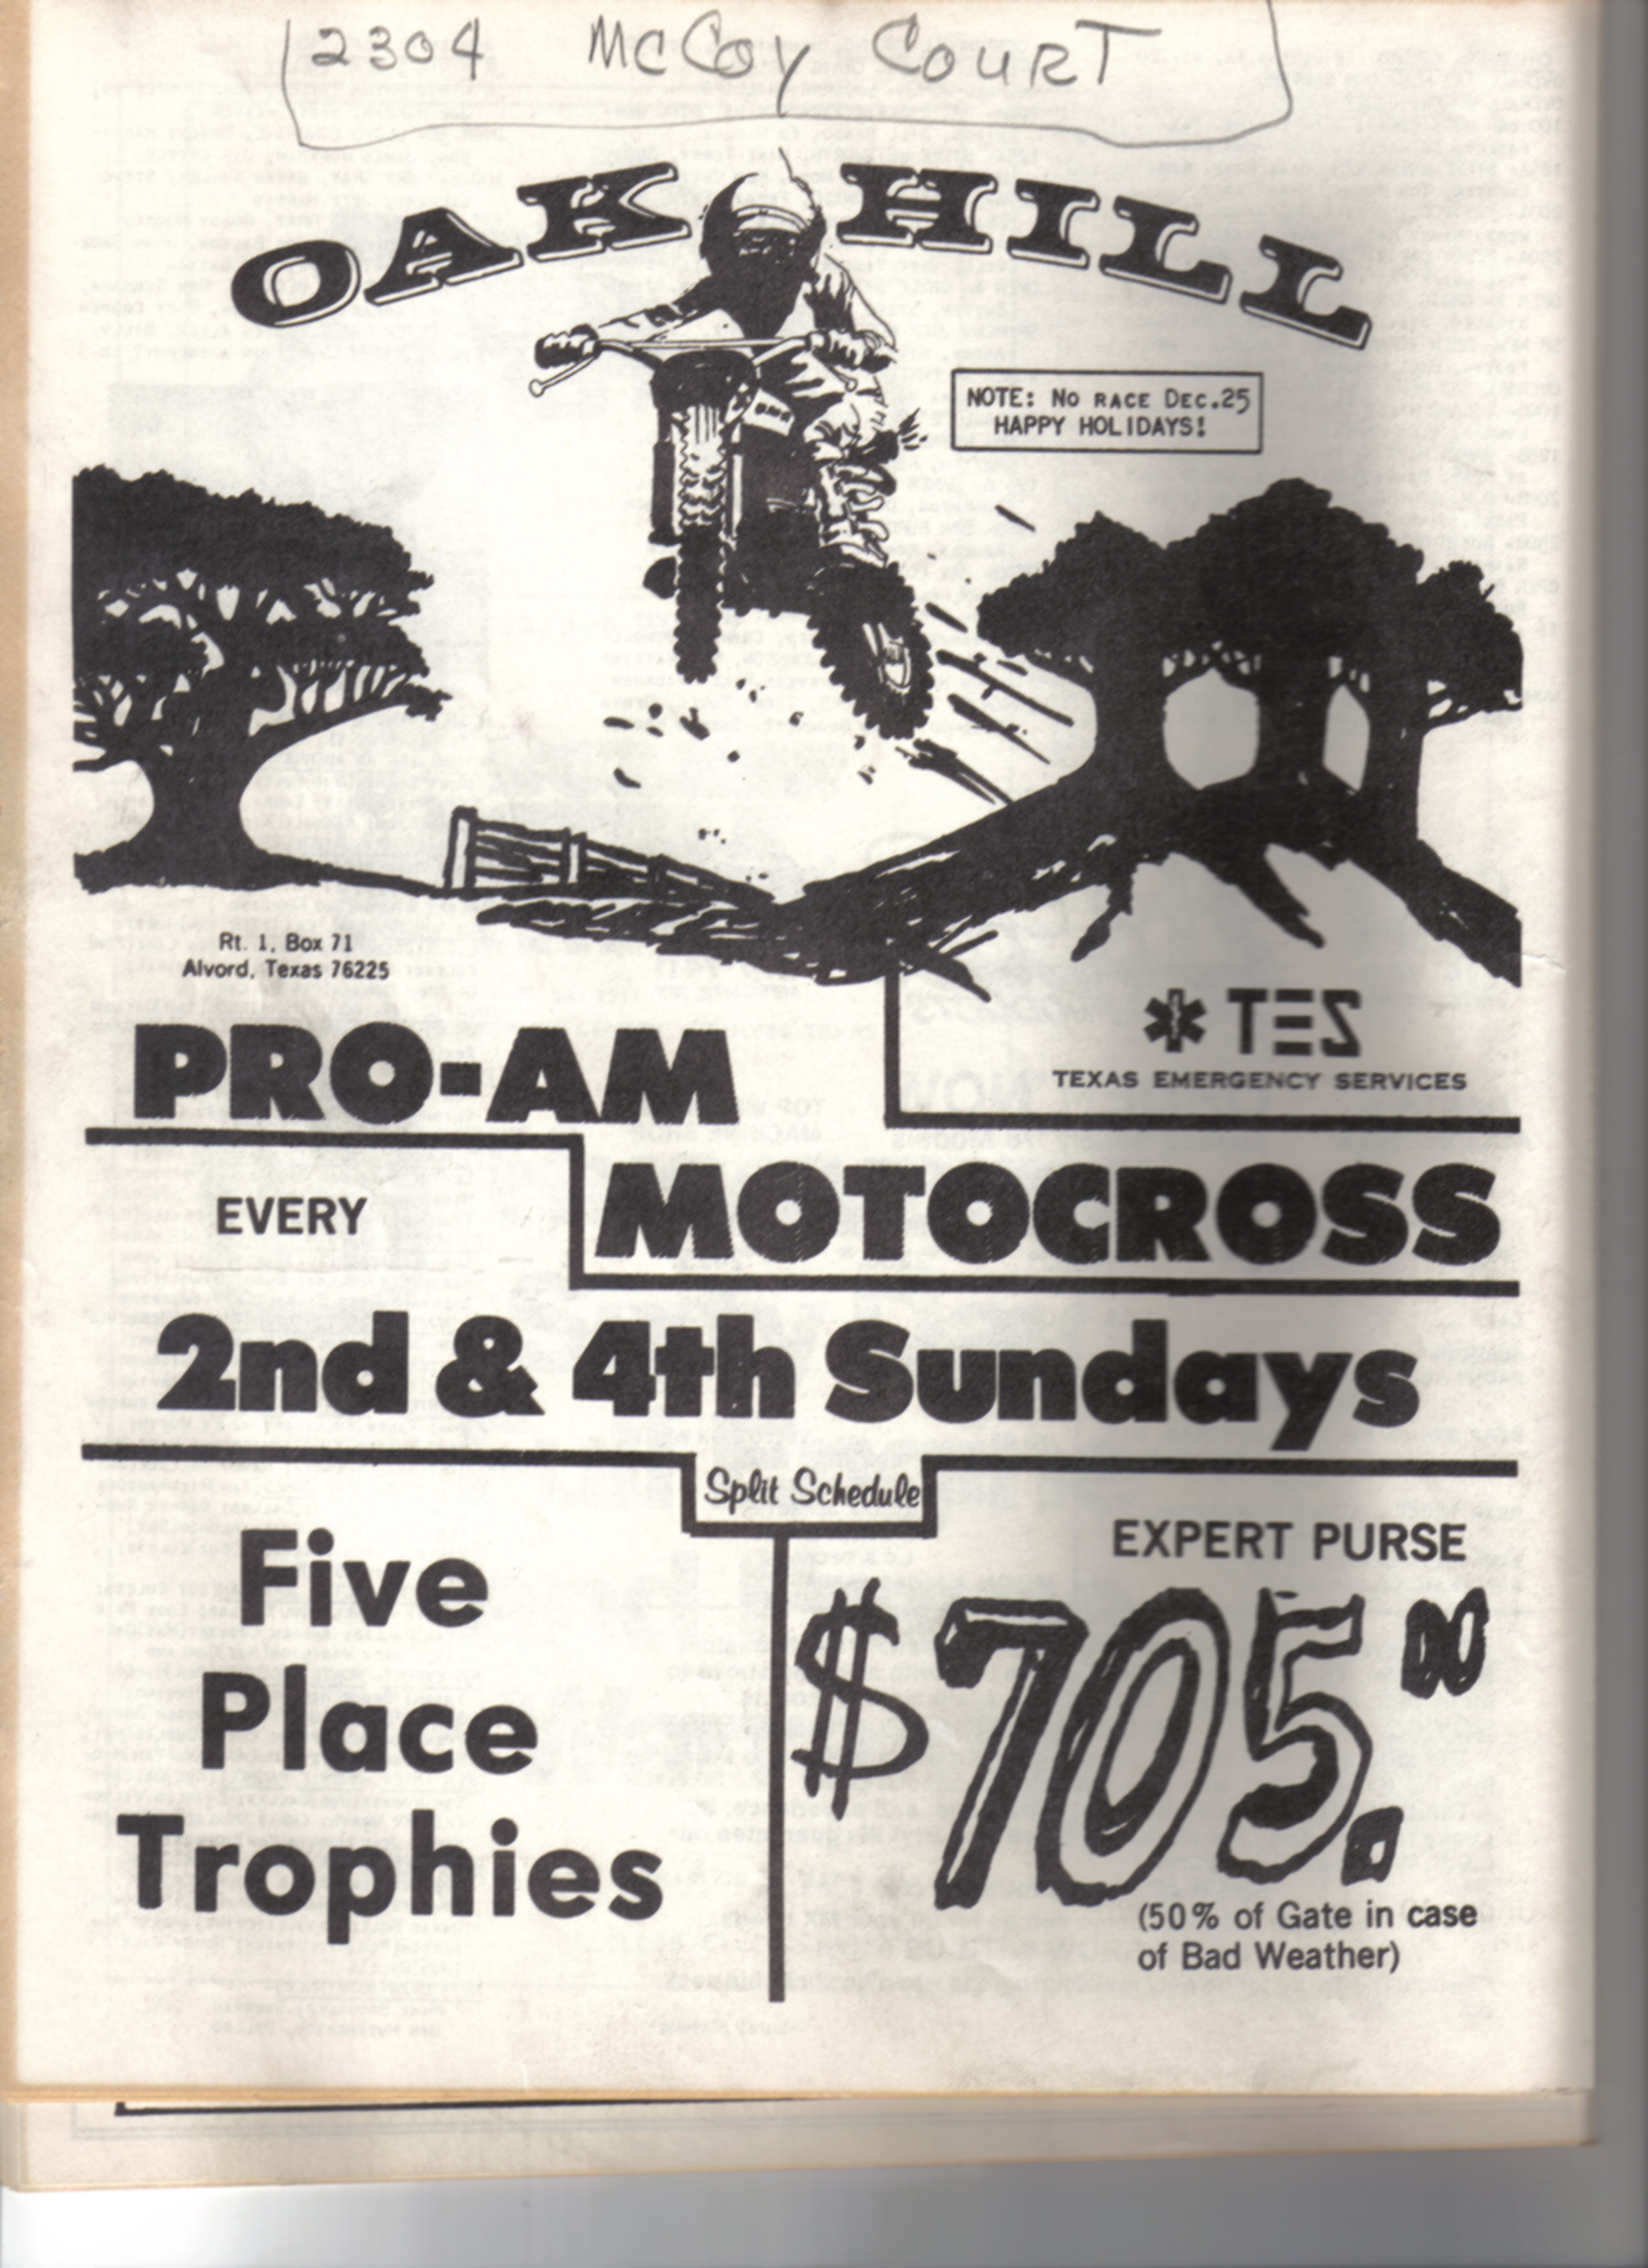 2304 McCoy Court
OAK HILL
NOTE: No RACE DEC.25
HAPPY HOLIDAYS!
Rt. 1, Box 71
Alvord, Texas 76225
TES
TEXAS EMERGENCY SERVICES
PRO-AM
EVERY
MOTOCROSS
2nd & 4th Sundays
Split Schedule
Five
Place
Trophies
EXPERT PURSE
$705.00
(50% of Gate in case
of Bad Weather)